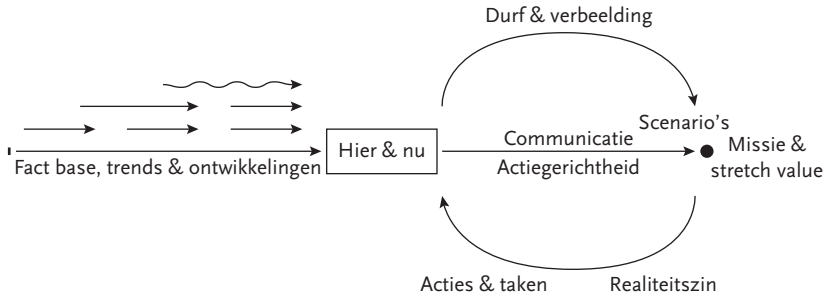 Durf & verbeelding
Scenario's
Communicatie
Hier & nu
Missie &
stretch value
Actiegerichtheid
Fact base, trends & ontwikkelingen
Acties & taken
Realiteitszin